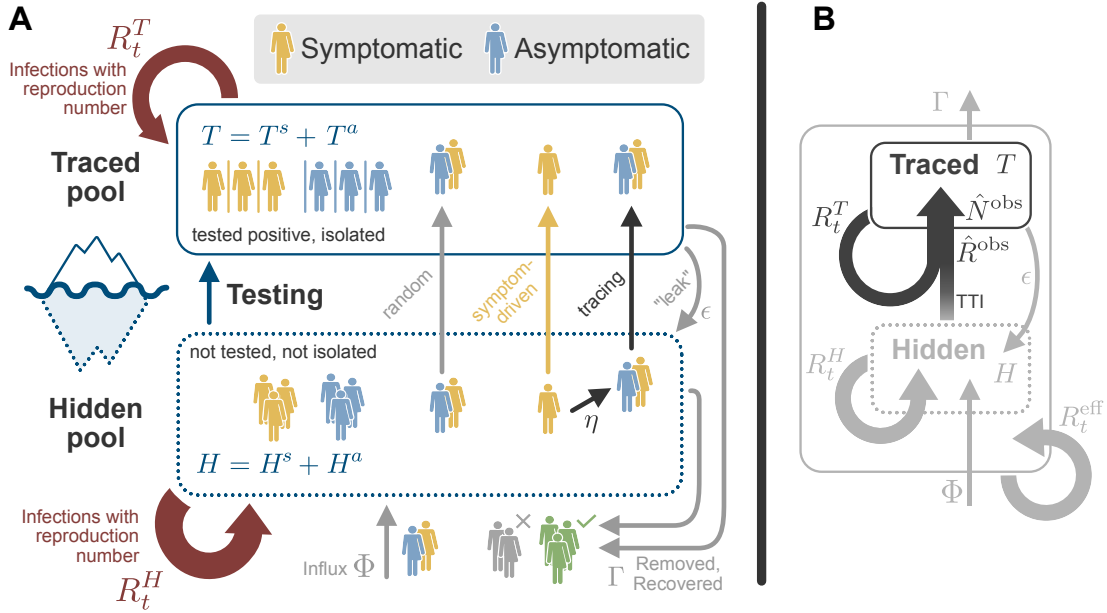 A
B
Symptomatic
Asymptomatic
R_t^T
Infections with
reproduction
number
T = T^s + T^a
Traced
pool
tested positive, isolated
Testing
random
symptom-
driven
tracing
"leak"
ϵ
not tested, not isolated
Hidden
pool
η
H = H^s + H^a
Infections with
reproduction
number
R_t^H
Influx Φ
Γ
Removed,
Recovered
Γ
Traced T
N̂^obs
R_t^T
R̂^obs
ϵ
TTI
Hidden
H
R_t^H
R_t^eff
Φ